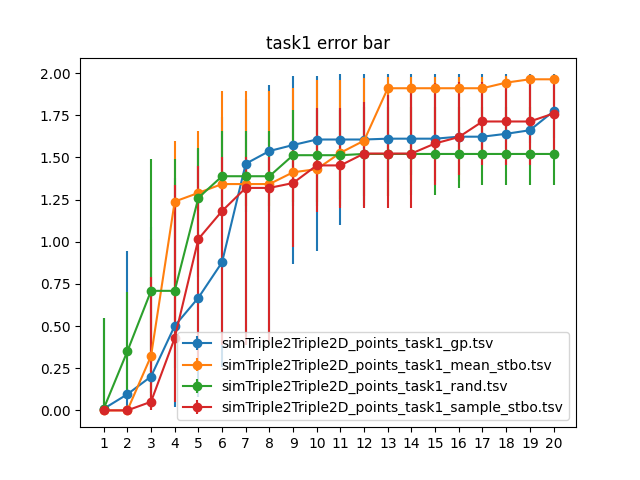 task1 error bar
2.00
1.75
1.50
1.25
1.00
0.75
0.50
0.25
0.00
simTriple2Triple2D_points_task1_gp.tsv
simTriple2Triple2D_points_task1_mean_stbo.tsv
simTriple2Triple2D_points_task1_rand.tsv
simTriple2Triple2D_points_task1_sample_stbo.tsv
1 2 3 4 5 6 7 8 9 10 11 12 13 14 15 16 17 18 19 20